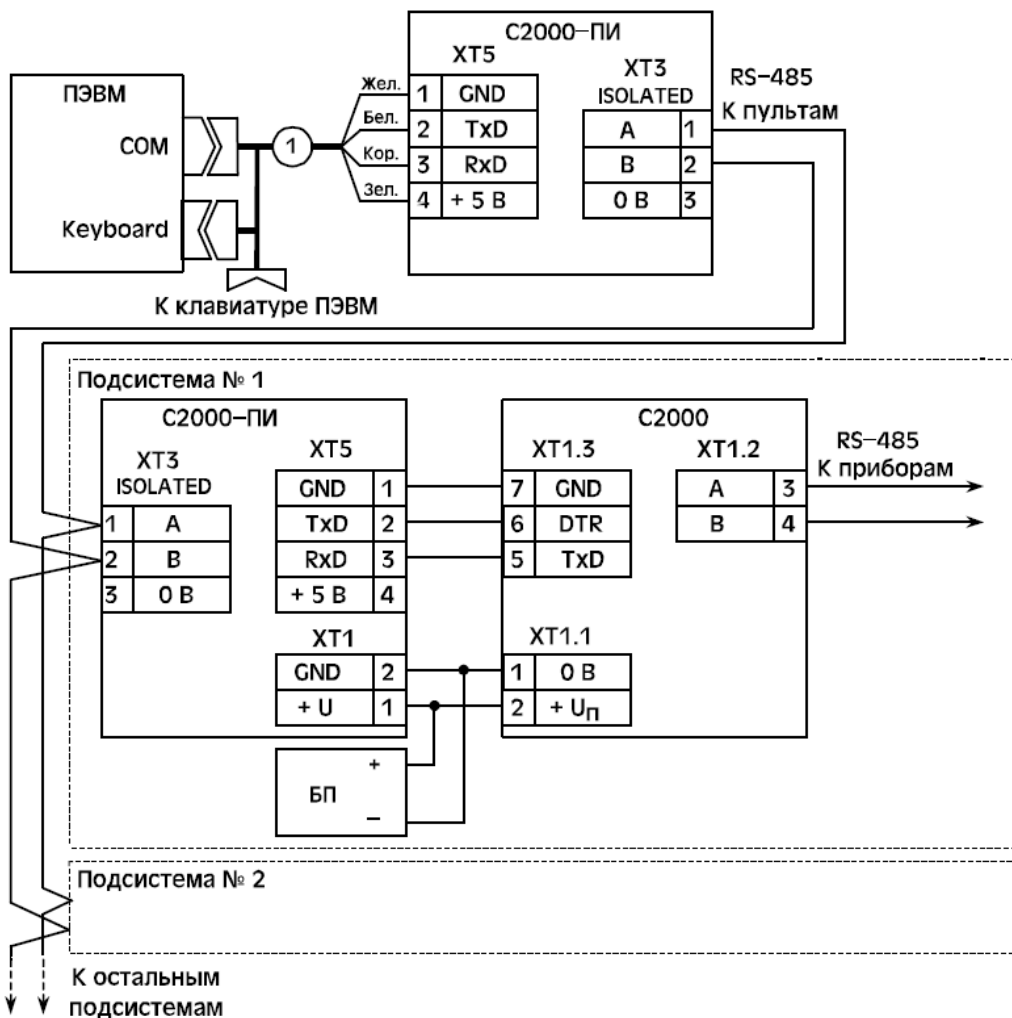 С2000–ПИ
XT5
1 GND
2 TxD
3 RxD
4 + 5 В
XT3
ISOLATED
А 1
В 2
0 В 3
RS–485
К пультам
ПЭВМ
COM
Keyboard
1
Жел.
Бел.
Кор.
Зел.
К клавиатуре ПЭВМ
Подсистема № 1
С2000–ПИ
XT3
ISOLATED
1 А
2 В
3 0 В
XT5
GND 1
TxD 2
RxD 3
+ 5 В 4
XT1
GND 2
+ U 1
С2000
XT1.3
7 GND
6 DTR
5 TxD
XT1.2
А 3
В 4
RS–485
К приборам
XT1.1
1 0 В
2 + UП
БП
+
–
Подсистема № 2
К остальным
подсистемам